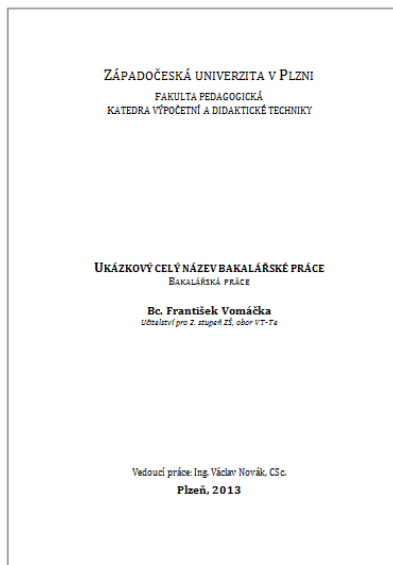 ZÁPADOČESKÁ UNIVERZITA V PLZNI
FAKULTA PEDAGOGICKÁ
KATEDRA VÝPOČETNÍ A DIDAKTICKÉ TECHNIKY
UKÁZKOVÝ CELÝ NÁZEV BAKALÁŘSKÉ PRÁCE
BAKALÁŘSKÁ PRÁCE
Bc. František Vomáčka
Učitelství pro 2. stupeň ZŠ, obor VT-Te
Vedoucí práce: Ing. Václav Novák, CSc.
Plzeň, 2013